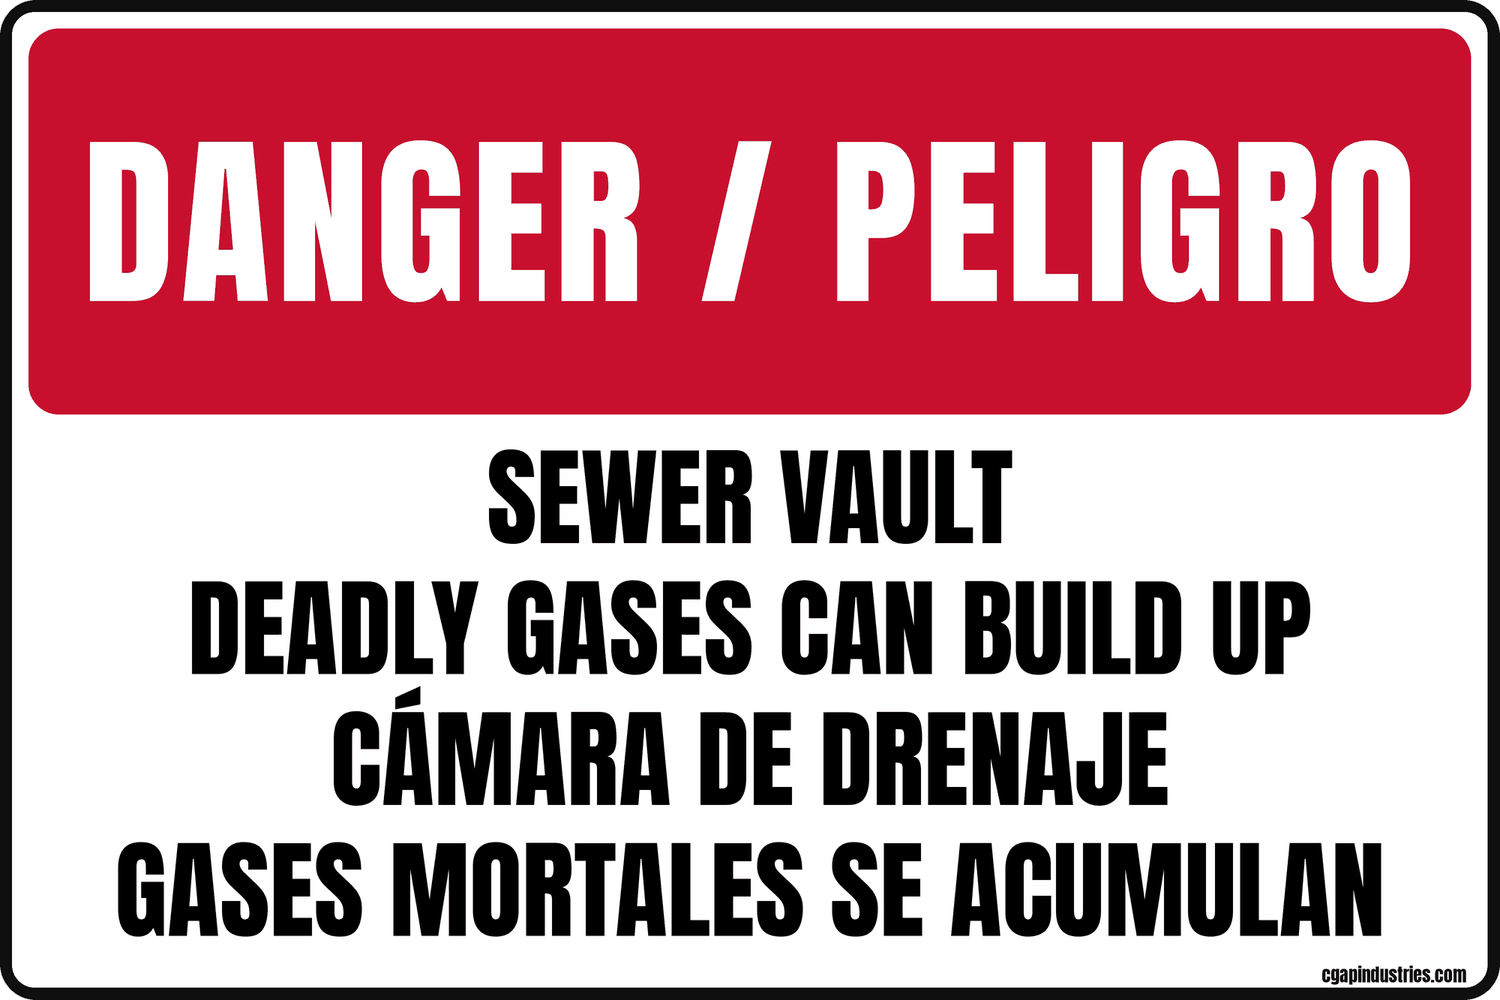 DANGER / PELIGRO
SEWER VAULT
DEADLY GASES CAN BUILD UP
CÁMARA DE DRENAJE
GASES MORTALES SE ACUMULAN
cgapindustries.com